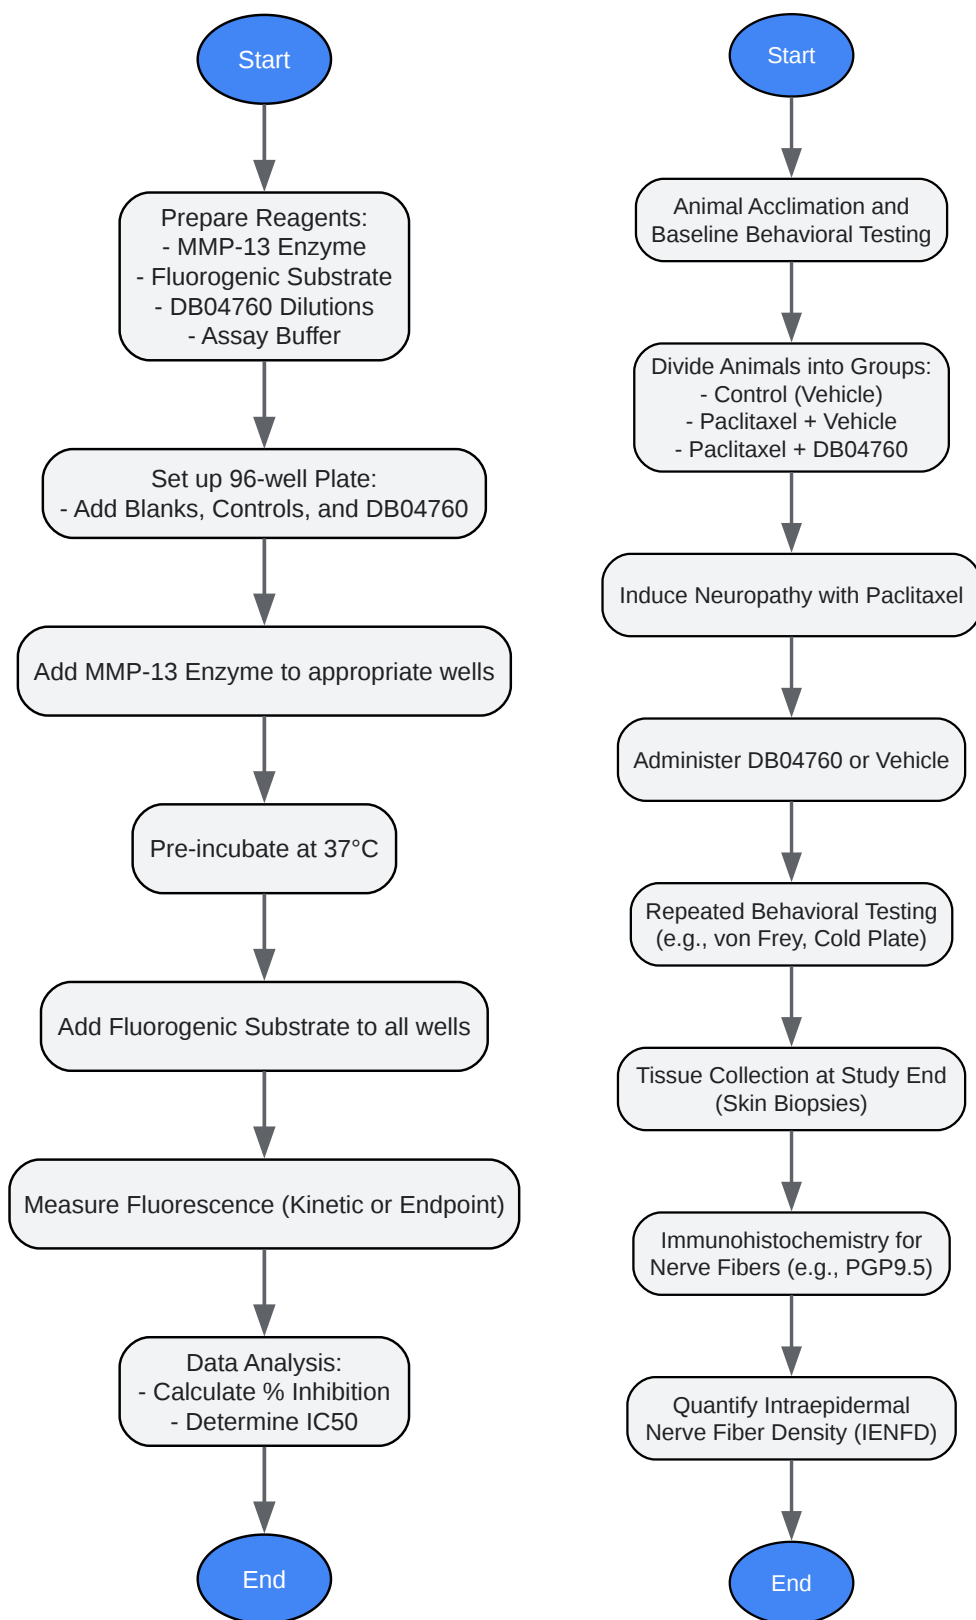 Start
Prepare Reagents:
- MMP-13 Enzyme
- Fluorogenic Substrate
- DB04760 Dilutions
- Assay Buffer
Set up 96-well Plate:
- Add Blanks, Controls, and DB04760
Add MMP-13 Enzyme to appropriate wells
Pre-incubate at 37°C
Add Fluorogenic Substrate to all wells
Measure Fluorescence (Kinetic or Endpoint)
Data Analysis:
- Calculate % Inhibition
- Determine IC50
End
Start
Animal Acclimation and
Baseline Behavioral Testing
Divide Animals into Groups:
- Control (Vehicle)
- Paclitaxel + Vehicle
- Paclitaxel + DB04760
Induce Neuropathy with Paclitaxel
Administer DB04760 or Vehicle
Repeated Behavioral Testing
(e.g., von Frey, Cold Plate)
Tissue Collection at Study End
(Skin Biopsies)
Immunohistochemistry for
Nerve Fibers (e.g., PGP9.5)
Quantify Intraepidermal
Nerve Fiber Density (IENFD)
End